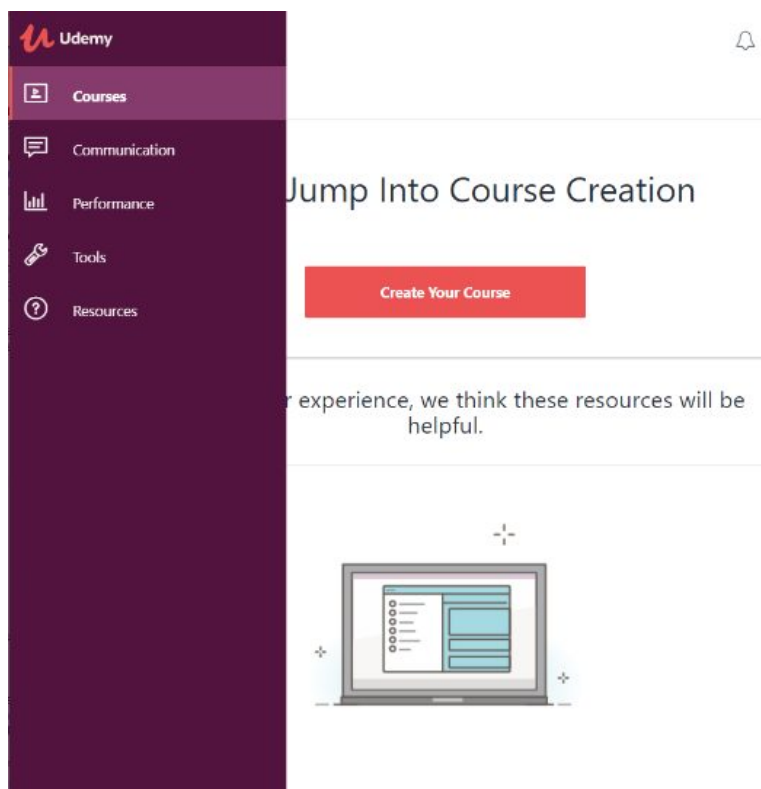 Udemy
Courses
Communication
Performance
Tools
Resources
Jump Into Course Creation
Create Your Course
experience, we think these resources will be
helpful.